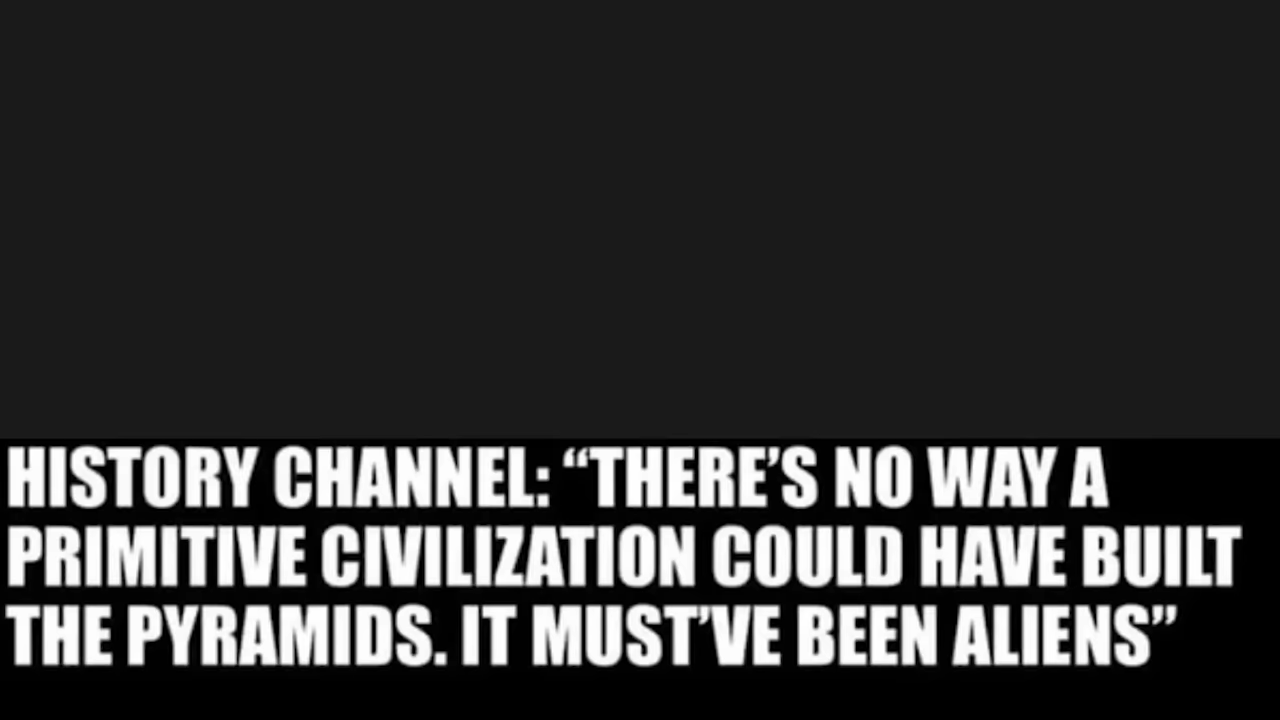 HISTORY CHANNEL: “THERE’S NO WAY A
PRIMITIVE CIVILIZATION COULD HAVE BUILT
THE PYRAMIDS. IT MUST’VE BEEN ALIENS”